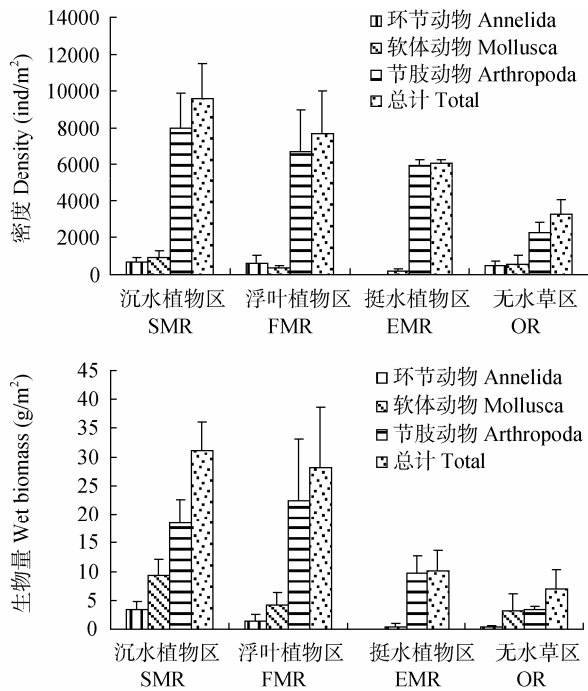 14000
12000
10000
8000
6000
4000
2000
0
密度 Density (ind/m²)
环节动物 Annelida
软体动物 Mollusca
节肢动物 Arthropoda
总计 Total
沉水植物区 浮叶植物区 挺水植物区 无水草区
SMR FMR EMR OR
45
40
35
30
25
20
15
10
5
0
生物量 Wet biomass (g/m²)
环节动物 Annelida
软体动物 Mollusca
节肢动物 Arthropoda
总计 Total
沉水植物区 浮叶植物区 挺水植物区 无水草区
SMR FMR EMR OR